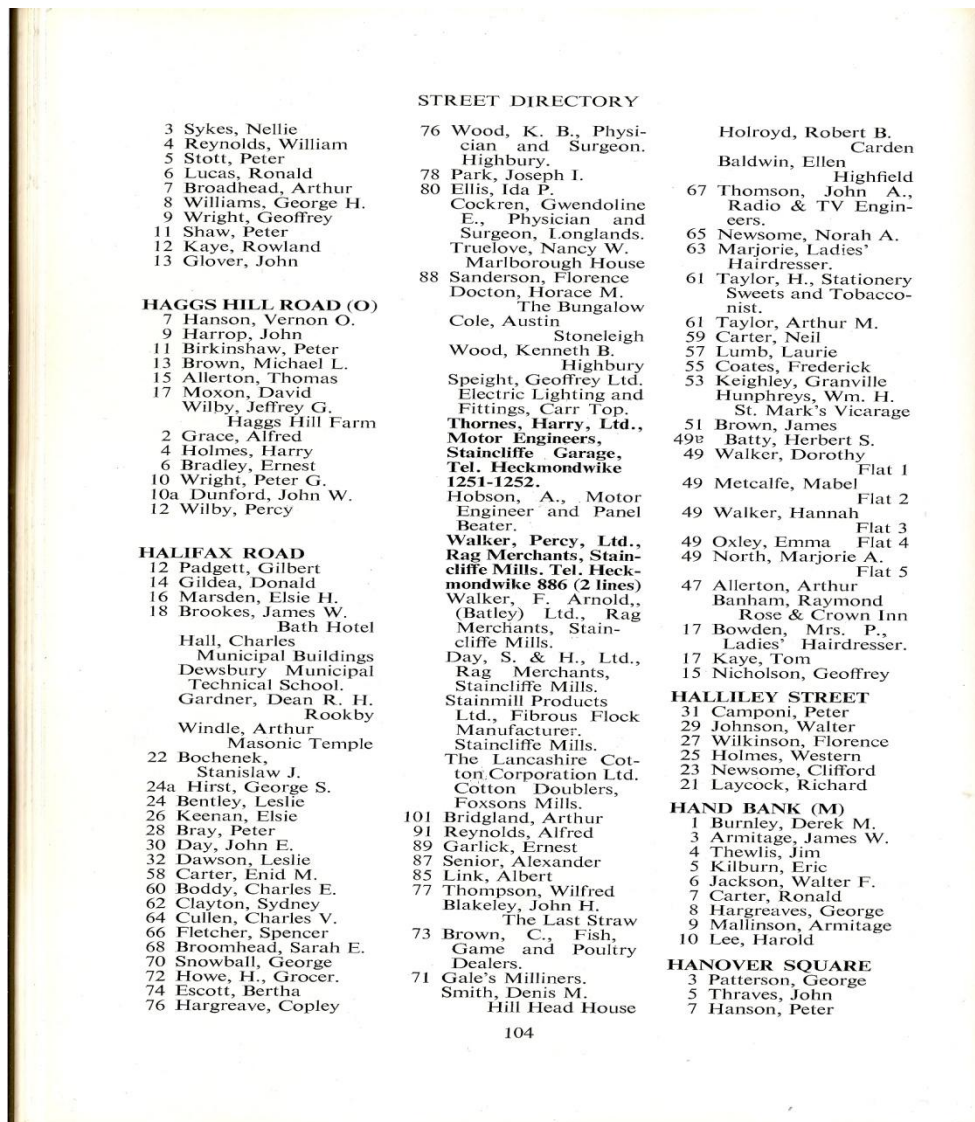 STREET DIRECTORY
3 Sykes, Nellie
4 Reynolds, William
5 Stott, Peter
6 Lucas, Ronald
7 Broadhead, Arthur
8 Williams, George H.
9 Wright, Geoffrey
11 Shaw, Peter
12 Kaye, Rowland
13 Glover, John
HAGGS HILL ROAD (O)
7 Hanson, Vernon O.
9 Harrop, John
11 Birkinshaw, Peter
13 Brown, Michael L.
15 Allerton, Thomas
17 Moxon, David
Wilby, Jeffrey G.
Haggs Hill Farm
2 Grace, Alfred
4 Holmes, Harry
6 Bradley, Ernest
10 Wright, Peter G.
10a Dunford, John W.
12 Wilby, Percy
HALIFAX ROAD
12 Padgett, Gilbert
14 Gildea, Donald
16 Marsden, Elsie H.
18 Brookes, James W.
Bath Hotel
Hall, Charles
Municipal Buildings
Dewsbury Municipal
Technical School.
Gardner, Dean R. H.
Rookby
Windle, Arthur
Masonic Temple
22 Bochenek,
Stanislaw J.
24a Hirst, George S.
24 Bentley, Leslie
26 Keenan, Elsie
28 Bray, Peter
30 Day, John E.
32 Dawson, Leslie
58 Carter, Enid M.
60 Boddy, Charles E.
62 Clayton, Sydney
64 Cullen, Charles V.
66 Fletcher, Spencer
68 Broomhead, Sarah E.
70 Snowball, George
72 Howe, H., Grocer.
74 Escott, Bertha
76 Hargreave, Copley
76 Wood, K. B., Physi-
cian and Surgeon.
Highbury.
78 Park, Joseph I.
80 Ellis, Ida P.
Cockren, Gwendoline
E., Physician and
Surgeon, Longlands.
Truelove, Nancy W.
Marlborough House
88 Sanderson, Florence
Docton, Horace M.
The Bungalow
Cole, Austin
Stoneleigh
Wood, Kenneth B.
Highbury
Speight, Geoffrey Ltd.
Electric Lighting and
Fittings, Carr Top.
Thornes, Harry, Ltd.,
Motor Engineers,
Staincliffe Garage,
Tel. Heckmondwike
1251-1252.
Hobson, A., Motor
Engineer and Panel
Beater.
Walker, Percy, Ltd.,
Rag Merchants, Stain-
cliffe Mills. Tel. Heck-
mondwike 886 (2 lines)
Walker, F. Arnold,,
(Batley) Ltd., Rag
Merchants, Stain-
cliffe Mills.
Day, S. & H., Ltd.,
Rag Merchants,
Staincliffe Mills.
Stainmill Products
Ltd., Fibrous Flock
Manufacturer.
Staincliffe Mills.
The Lancashire Cot-
ton Corporation Ltd.
Cotton Doublers,
Foxsons Mills.
101 Bridgland, Arthur
91 Reynolds, Alfred
89 Garlick, Ernest
87 Senior, Alexander
85 Link, Albert
77 Thompson, Wilfred
Blakeley, John H.
The Last Straw
73 Brown, C., Fish,
Game and Poultry
Dealers.
71 Gale's Milliners.
Smith, Denis M.
Hill Head House
Holroyd, Robert B.
Carden
Baldwin, Ellen
Highfield
67 Thomson, John A.,
Radio & TV Engin-
eers.
65 Newsome, Norah A.
63 Marjorie, Ladies'
Hairdresser.
61 Taylor, H., Stationery
Sweets and Tobacco-
nist.
61 Taylor, Arthur M.
59 Carter, Neil
57 Lumb, Laurie
55 Coates, Frederick
53 Keighley, Granville
Hunphreys, Wm. H.
St. Mark's Vicarage
51 Brown, James
49B Batty, Herbert S.
49 Walker, Dorothy
Flat 1
49 Metcalfe, Mabel
Flat 2
49 Walker, Hannah
Flat 3
49 Oxley, Emma Flat 4
49 North, Marjorie A.
Flat 5
47 Allerton, Arthur
Banham, Raymond
Rose & Crown Inn
17 Bowden, Mrs. P.,
Ladies' Hairdresser.
17 Kaye, Tom
15 Nicholson, Geoffrey
HALLILEY STREET
31 Camponi, Peter
29 Johnson, Walter
27 Wilkinson, Florence
25 Holmes, Western
23 Newsome, Clifford
21 Laycock, Richard
HAND BANK (M)
1 Burnley, Derek M.
3 Armitage, James W.
4 Thewlis, Jim
5 Kilburn, Eric
6 Jackson, Walter F.
7 Carter, Ronald
8 Hargreaves, George
9 Mallinson, Armitage
10 Lee, Harold
HANOVER SQUARE
3 Patterson, George
5 Thraves, John
7 Hanson, Peter
104